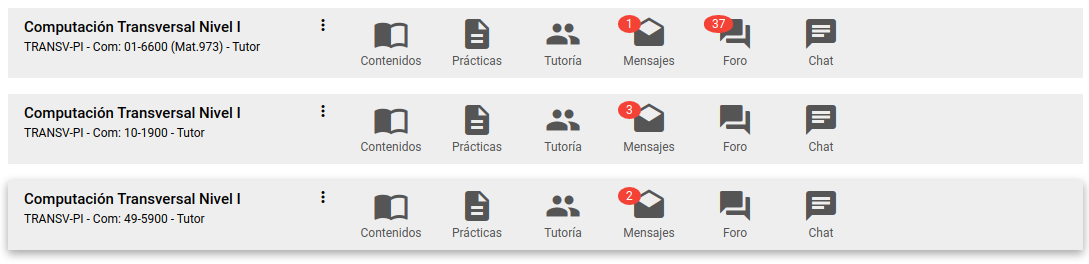 Computación Transversal Nivel I
TRANSV-PI - Com: 01-6600 (Mat.973) - Tutor
1 37
Contenidos Prácticas Tutoría Mensajes Foro Chat
Computación Transversal Nivel I
TRANSV-PI - Com: 10-1900 - Tutor
3
Contenidos Prácticas Tutoría Mensajes Foro Chat
Computación Transversal Nivel I
TRANSV-PI - Com: 49-5900 - Tutor
2
Contenidos Prácticas Tutoría Mensajes Foro Chat